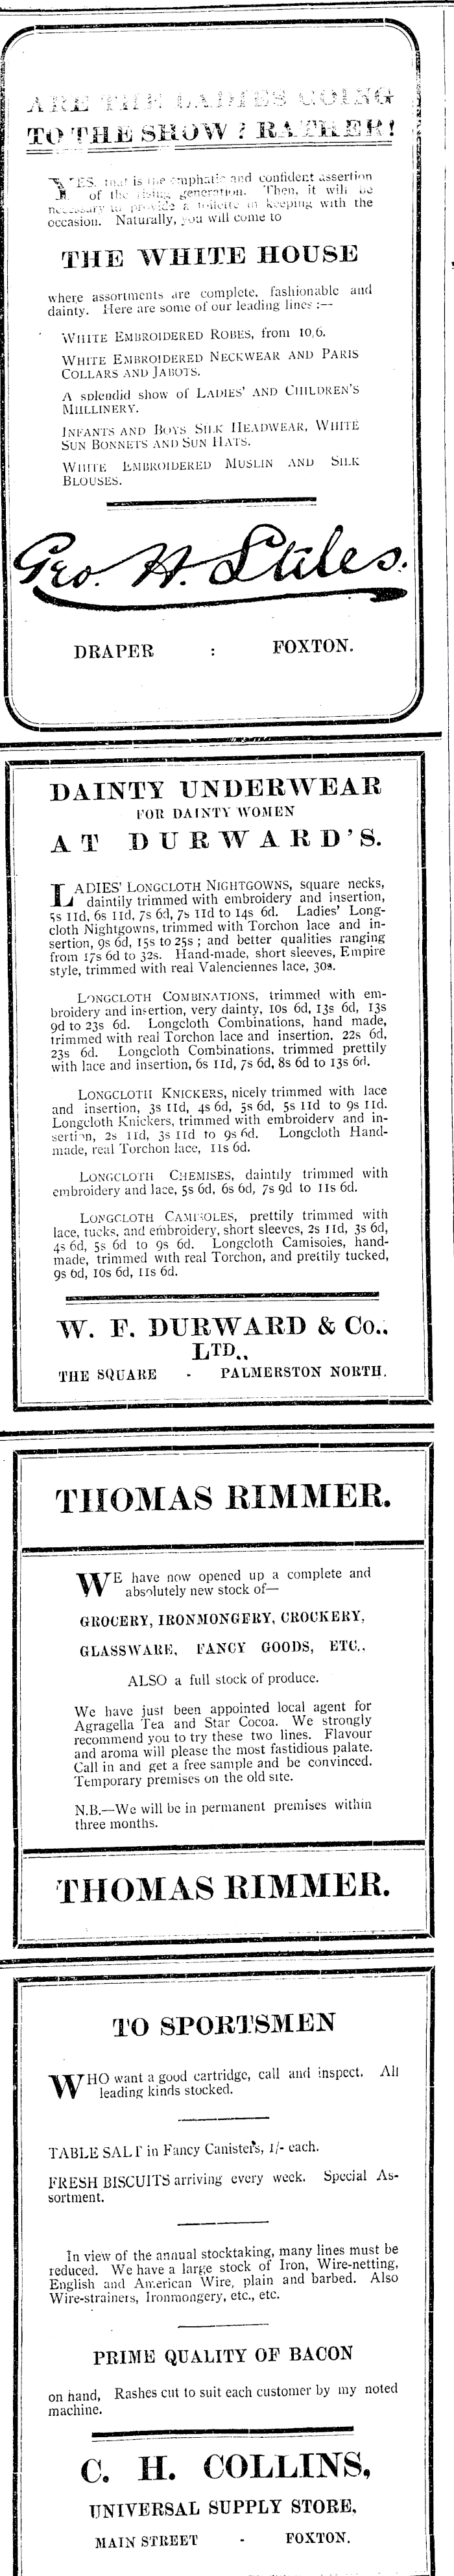 ARE THE LADIES GOING
TO THE SHOW? RATHER!
YES, that is the emphatic and confident assertion
of the rising generation. Then, it will be
necessary to provide a toilette in keeping with the
occasion. Naturally, you will come to
THE WHITE HOUSE
where assortments are complete, fashionable and
dainty. Here are some of our leading lines :—
WHITE EMBROIDERED ROBES, from 10/6.
WHITE EMBROIDERED NECKWEAR AND PARIS
COLLARS AND JABOTS.
A splendid show of LADIES' AND CHILDREN'S
MILLINERY.
INFANTS AND BOYS SILK HEADWEAR, WHITE
SUN BONNETS AND SUN HATS.
WHITE EMBROIDERED MUSLIN AND SILK
BLOUSES.
Geo. H. Stiles.
DRAPER : FOXTON.
DAINTY UNDERWEAR
FOR DAINTY WOMEN
AT DURWARD'S.
LADIES' LONGCLOTH NIGHTGOWNS, square necks,
daintily trimmed with embroidery and insertion,
5s 11d, 6s 11d, 7s 6d, 7s 11d to 14s 6d. Ladies' Long-
cloth Nightgowns, trimmed with Torchon lace and in-
sertion, 9s 6d, 15s to 25s ; and better qualities ranging
from 17s 6d to 32s. Hand-made, short sleeves, Empire
style, trimmed with real Valenciennes lace, 30s.
LONGCLOTH COMBINATIONS, trimmed with em-
broidery and insertion, very dainty, 10s 6d, 13s 6d, 13s
9d to 23s 6d. Longcloth Combinations, hand made,
trimmed with real Torchon lace and insertion, 22s 6d,
23s 6d. Longcloth Combinations, trimmed prettily
with lace and insertion, 6s 11d, 7s 6d, 8s 6d to 13s 6d.
LONGCLOTH KNICKERS, nicely trimmed with lace
and insertion, 3s 11d, 4s 6d, 5s 6d, 5s 11d to 9s 11d.
Longcloth Knickers, trimmed with embroidery and in-
sertion, 2s 11d, 3s 11d to 9s 6d. Longcloth Hand-
made, real Torchon lace, 11s 6d.
LONGCLOTH CHEMISES, daintily trimmed with
embroidery and lace, 5s 6d, 6s 6d, 7s 9d to 11s 6d.
LONGCLOTH CAMISOLES, prettily trimmed with
lace, tucks, and embroidery, short sleeves, 2s 11d, 3s 6d,
4s 6d, 5s 6d to 9s 6d. Longcloth Camisoles, hand-
made, trimmed with real Torchon, and prettily tucked,
9s 6d, 10s 6d, 11s 6d.
W. F. DURWARD & Co.,
LTD.,
THE SQUARE - PALMERSTON NORTH.
THOMAS RIMMER.
WE have now opened up a complete and
absolutely new stock of—
GROCERY, IRONMONGERY, CROCKERY,
GLASSWARE, FANCY GOODS, ETC.,
ALSO a full stock of produce.
We have just been appointed local agent for
Agragella Tea and Star Cocoa. We strongly
recommend you to try these two lines. Flavour
and aroma will please the most fastidious palate.
Call in and get a free sample and be convinced.
Temporary premises on the old site.
N.B.—We will be in permanent premises within
three months.
THOMAS RIMMER.
TO SPORTSMEN
WHO want a good cartridge, call and inspect. All
leading kinds stocked.
TABLE SALT in Fancy Canisters, 1/- each.
FRESH BISCUITS arriving every week. Special As-
sortment.
In view of the annual stocktaking, many lines must be
reduced. We have a large stock of Iron, Wire-netting,
English and American Wire, plain and barbed. Also
Wire-strainers, Ironmongery, etc., etc.
PRIME QUALITY OF BACON
on hand, Rashes cut to suit each customer by my noted
machine.
C. H. COLLINS,
UNIVERSAL SUPPLY STORE,
MAIN STREET - FOXTON.